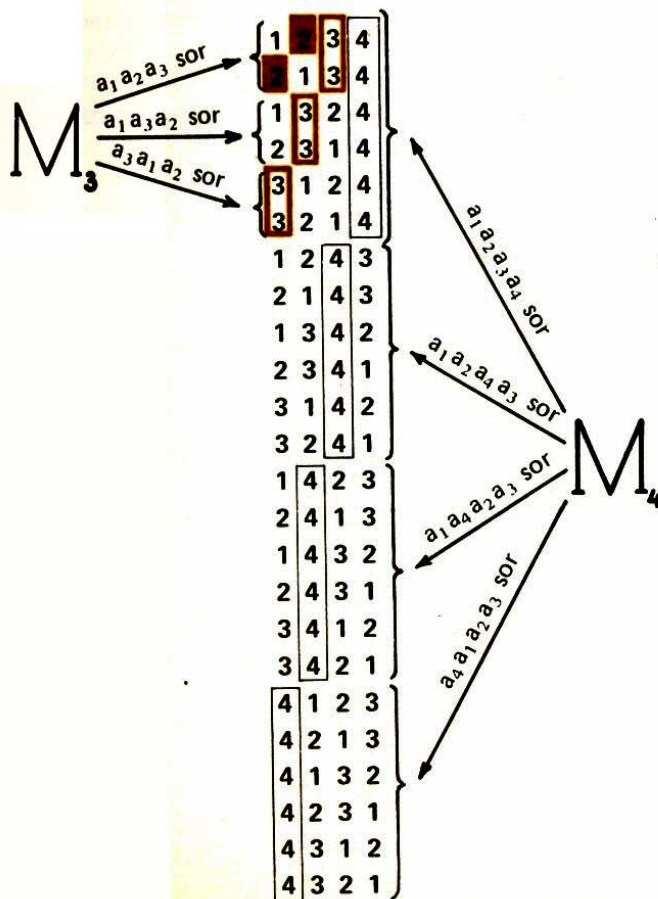 M₃
a₁a₂a₃ sor
a₁a₃a₂ sor
a₃a₁a₂ sor
1 2 3 4
2 1 3 4
1 3 2 4
2 3 1 4
3 1 2 4
3 2 1 4
1 2 4 3
2 1 4 3
1 3 4 2
2 3 4 1
3 1 4 2
3 2 4 1
1 4 2 3
2 4 1 3
1 4 3 2
2 4 3 1
3 4 1 2
3 4 2 1
4 1 2 3
4 2 1 3
4 1 3 2
4 2 3 1
4 3 1 2
4 3 2 1
a₁a₂a₃a₄ sor
a₁a₂a₄a₃ sor
a₁a₄a₂a₃ sor
a₄a₁a₂a₃ sor
M₄